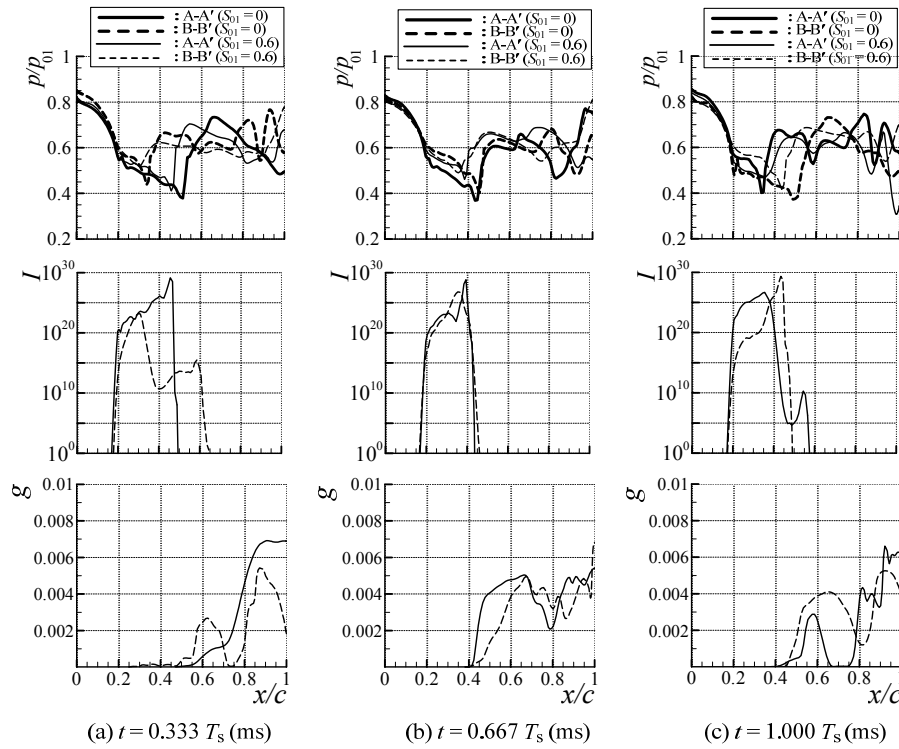 : A-A′ (S01 = 0)
: B-B′ (S01 = 0)
: A-A′ (S01 = 0.6)
: B-B′ (S01 = 0.6)
: A-A′ (S01 = 0)
: B-B′ (S01 = 0)
: A-A′ (S01 = 0.6)
: B-B′ (S01 = 0.6)
: A-A′ (S01 = 0)
: B-B′ (S01 = 0)
: A-A′ (S01 = 0.6)
: B-B′ (S01 = 0.6)
p/p01
1
0.8
0.6
0.4
0.2
p/p01
1
0.8
0.6
0.4
0.2
p/p01
1
0.8
0.6
0.4
0.2
I
10^30
10^20
10^10
10^0
I
10^30
10^20
10^10
10^0
I
10^30
10^20
10^10
10^0
g
0.01
0.008
0.006
0.004
0.002
0 0.2 0.4 0.6 0.8 1
x/c
g
0.01
0.008
0.006
0.004
0.002
0 0.2 0.4 0.6 0.8 1
x/c
g
0.01
0.008
0.006
0.004
0.002
0 0.2 0.4 0.6 0.8 1
x/c
(a) t = 0.333 Ts (ms)
(b) t = 0.667 Ts (ms)
(c) t = 1.000 Ts (ms)